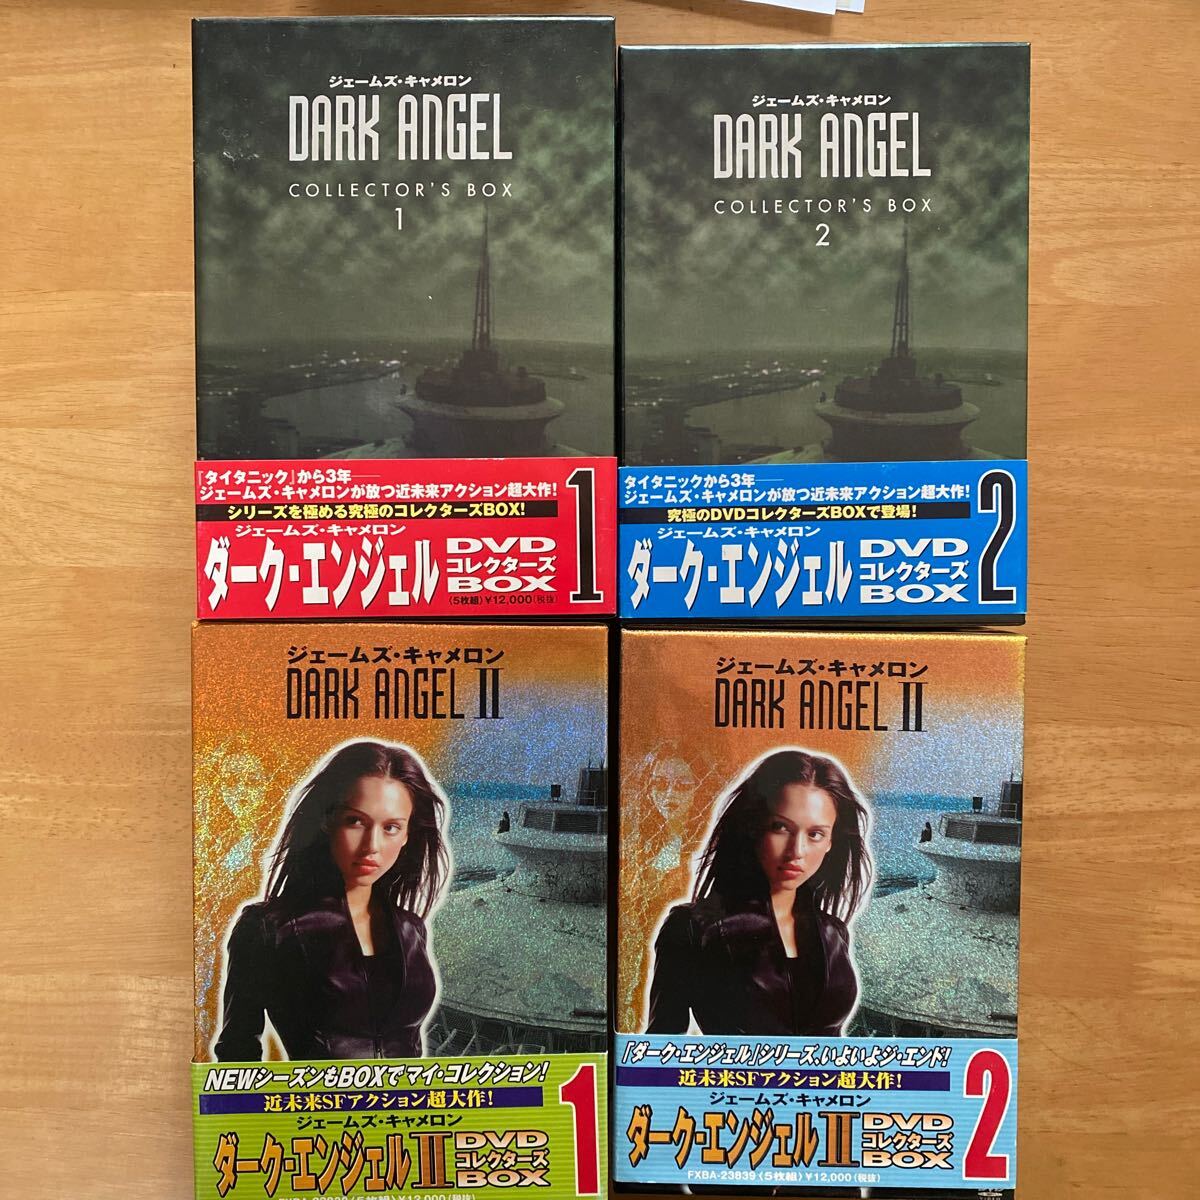 ジェームズ・キャメロン
DARK ANGEL
COLLECTOR'S BOX
1
『タイタニック』から3年――
ジェームズ・キャメロンが放つ近未来アクション超大作!
シリーズを極める究極のコレクターズBOX!
ジェームズ・キャメロン
ダーク・エンジェル
DVD
コレクターズ
BOX
〈5枚組〉¥12,000(税抜)
1
ジェームズ・キャメロン
DARK ANGEL
COLLECTOR'S BOX
2
タイタニックから3年――
ジェームズ・キャメロンが放つ近未来アクション超大作!
究極のDVDコレクターズBOXで登場!
ジェームズ・キャメロン
ダーク・エンジェル
DVD
コレクターズ
BOX
2
ジェームズ・キャメロン
DARK ANGEL II
NEWシーズンもBOXでマイ・コレクション!
近未来SFアクション超大作!
ジェームズ・キャメロン
ダーク・エンジェルII
DVD
コレクターズ
BOX
〈5枚組〉¥12,000(税抜)
1
ジェームズ・キャメロン
DARK ANGEL II
「ダーク・エンジェル」シリーズ、いよいよジ・エンド!
近未来SFアクション超大作!
ジェームズ・キャメロン
ダーク・エンジェルII
DVD
コレクターズ
BOX
FXBA-23839〈5枚組〉¥12,000(税抜)
2